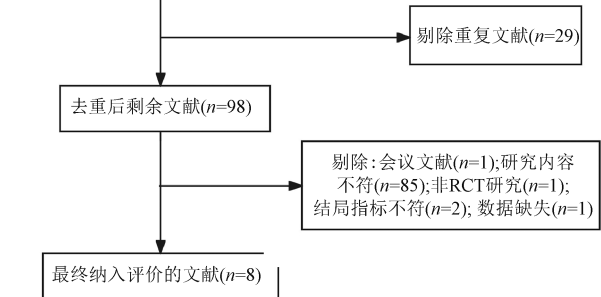 剔除重复文献(n=29)
去重后剩余文献(n=98)
剔除:会议文献(n=1);研究内容
不符(n=85);非RCT研究(n=1);
结局指标不符(n=2); 数据缺失(n=1)
最终纳入评价的文献(n=8)